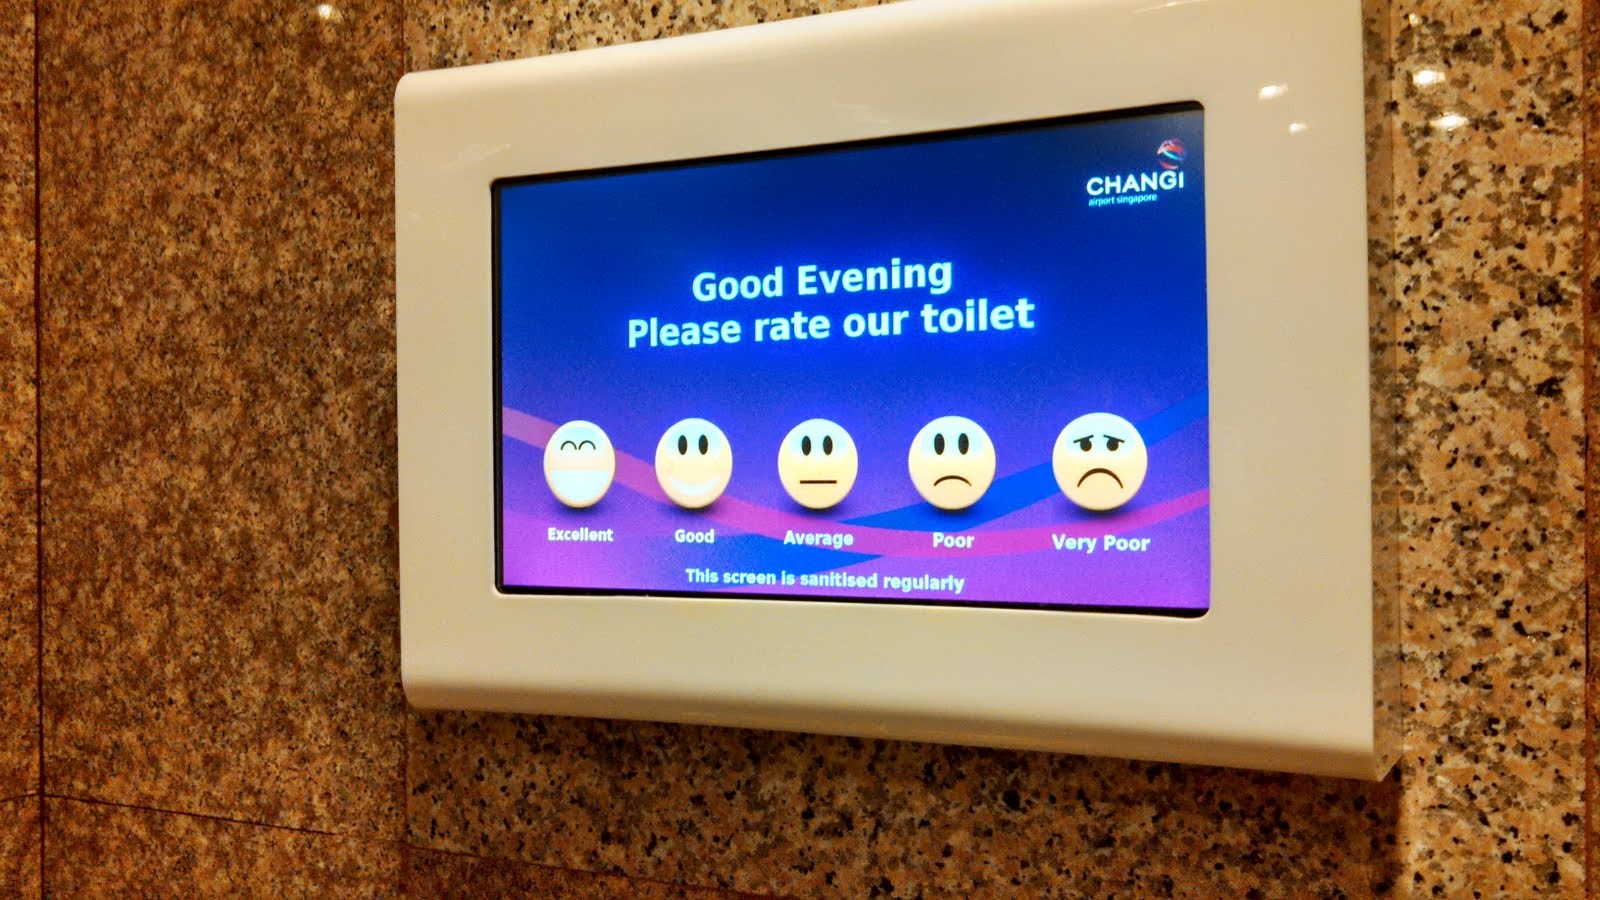 CHANGI
airport singapore
Good Evening
Please rate our toilet
Excellent Good Average Poor Very Poor
This screen is sanitised regularly